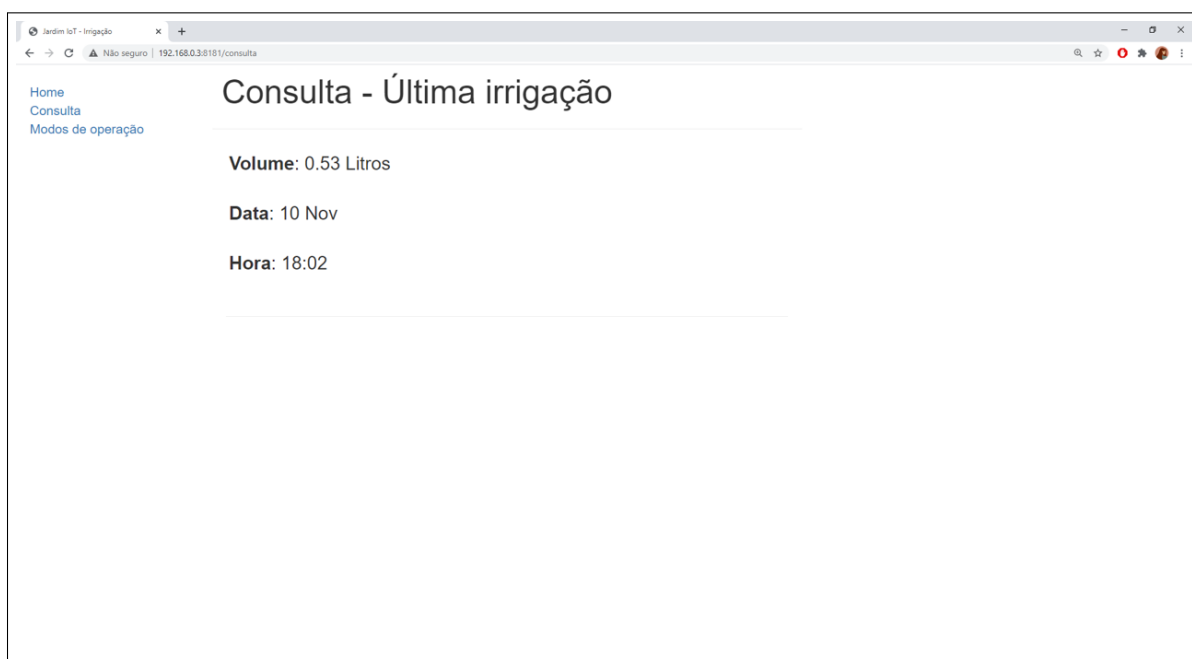 Jardim IoT - Irrigação
Não seguro | 192.168.0.3:8181/consulta
Home
Consulta
Modos de operação
Consulta - Última irrigação
Volume: 0.53 Litros
Data: 10 Nov
Hora: 18:02